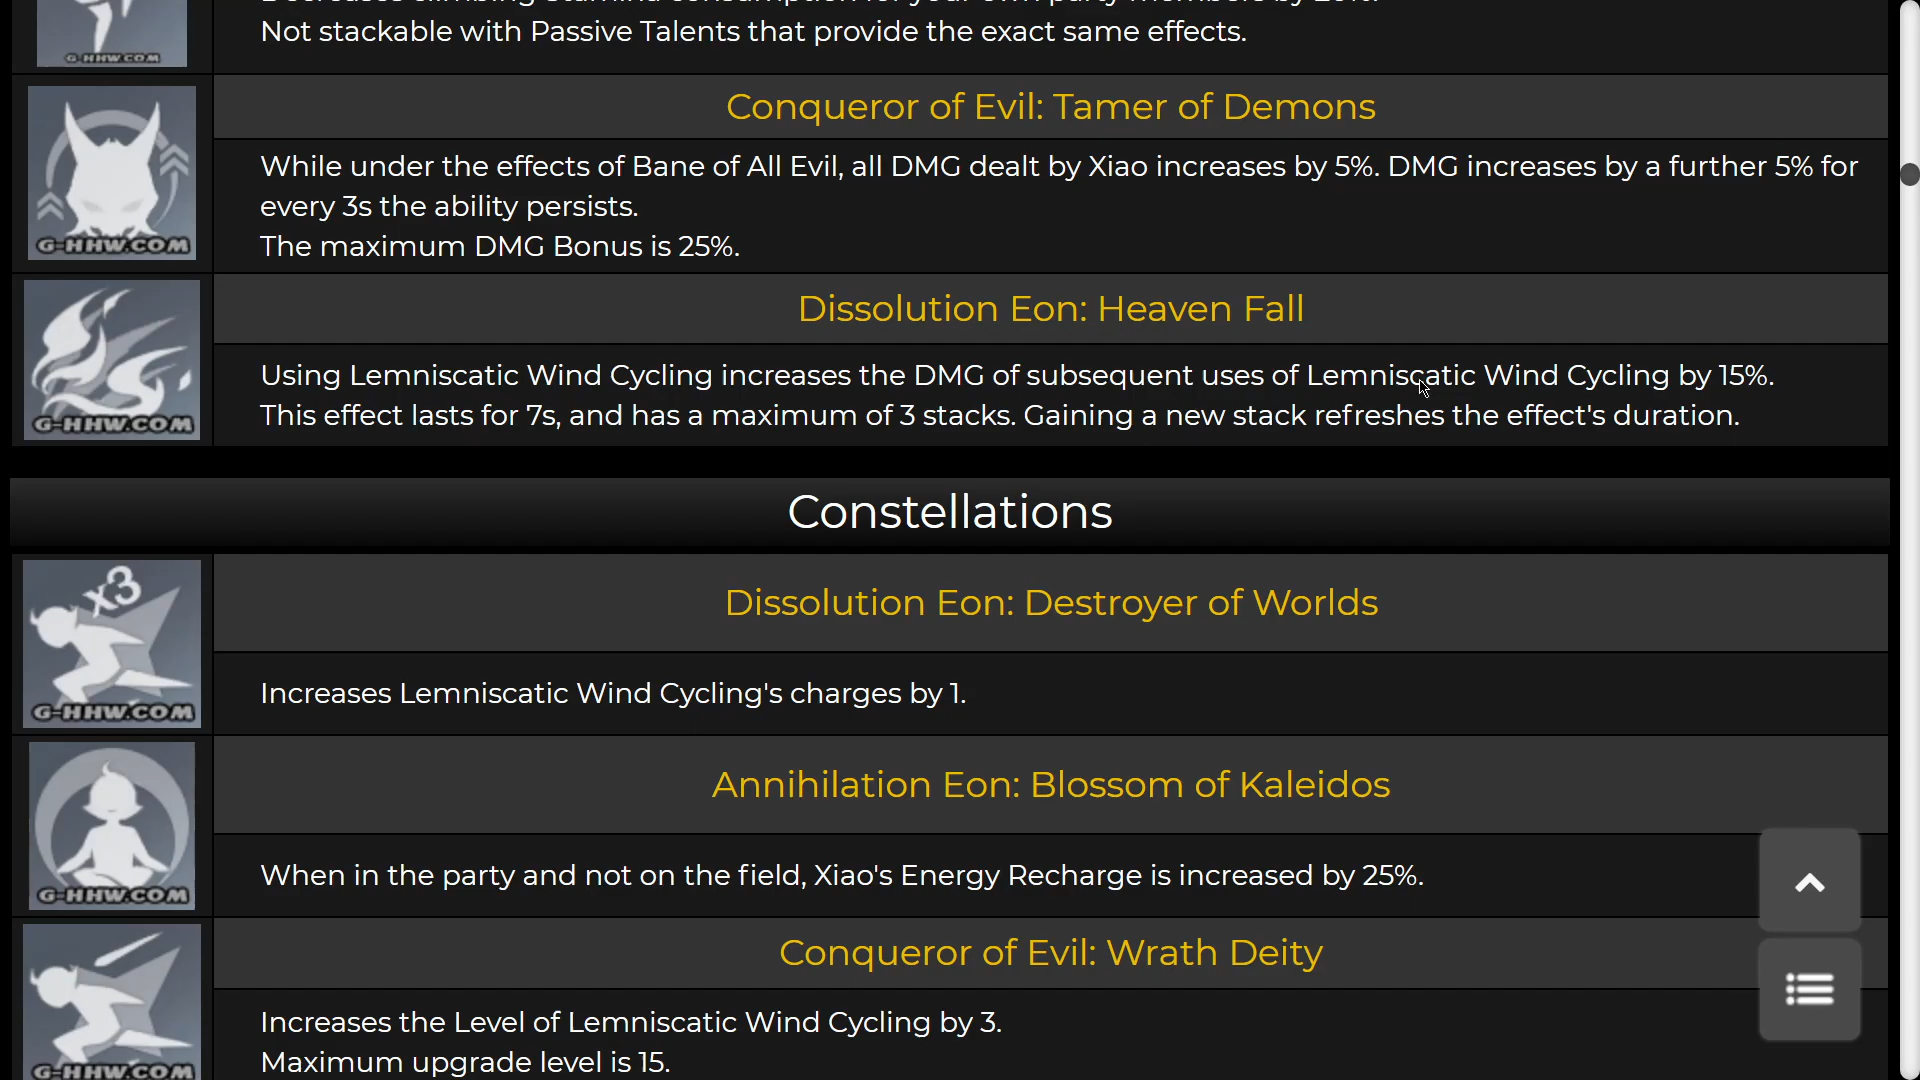 Not stackable with Passive Talents that provide the exact same effects.
G-HHW.COM
Conqueror of Evil: Tamer of Demons
While under the effects of Bane of All Evil, all DMG dealt by Xiao increases by 5%. DMG increases by a further 5% for
every 3s the ability persists.
The maximum DMG Bonus is 25%.
G-HHW.COM
Dissolution Eon: Heaven Fall
Using Lemniscatic Wind Cycling increases the DMG of subsequent uses of Lemniscatic Wind Cycling by 15%.
This effect lasts for 7s, and has a maximum of 3 stacks. Gaining a new stack refreshes the effect's duration.
G-HHW.COM
Constellations
x3
Dissolution Eon: Destroyer of Worlds
Increases Lemniscatic Wind Cycling's charges by 1.
G-HHW.COM
Annihilation Eon: Blossom of Kaleidos
When in the party and not on the field, Xiao's Energy Recharge is increased by 25%.
G-HHW.COM
Conqueror of Evil: Wrath Deity
Increases the Level of Lemniscatic Wind Cycling by 3.
Maximum upgrade level is 15.
G-HHW.COM